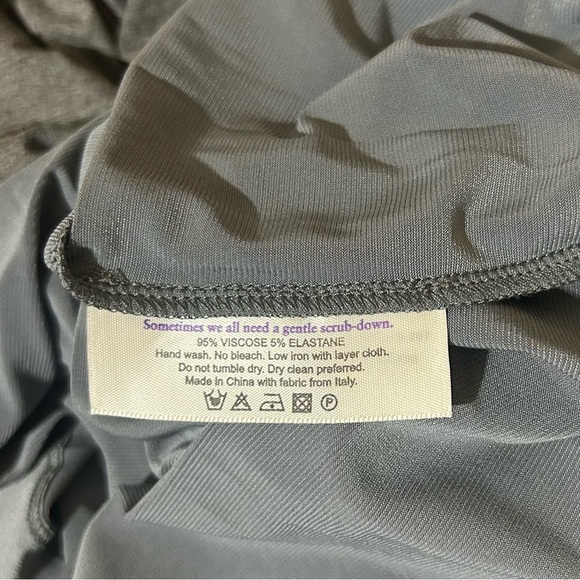 Sometimes we all need a gentle scrub-down.
95% VISCOSE 5% ELASTANE
Hand wash. No bleach. Low iron with layer cloth.
Do not tumble dry. Dry clean preferred.
Made in China with fabric from Italy.
P